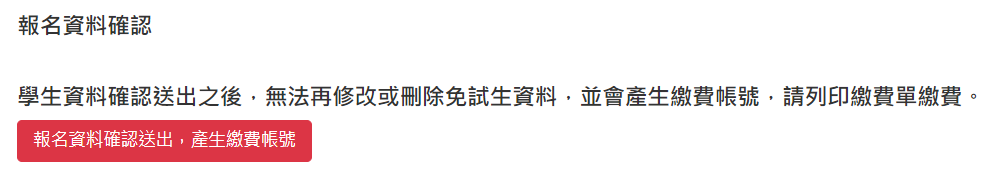 報名資料確認
學生資料確認送出之後，無法再修改或刪除免試生資料，並會產生繳費帳號，請列印繳費單繳費。
報名資料確認送出，產生繳費帳號